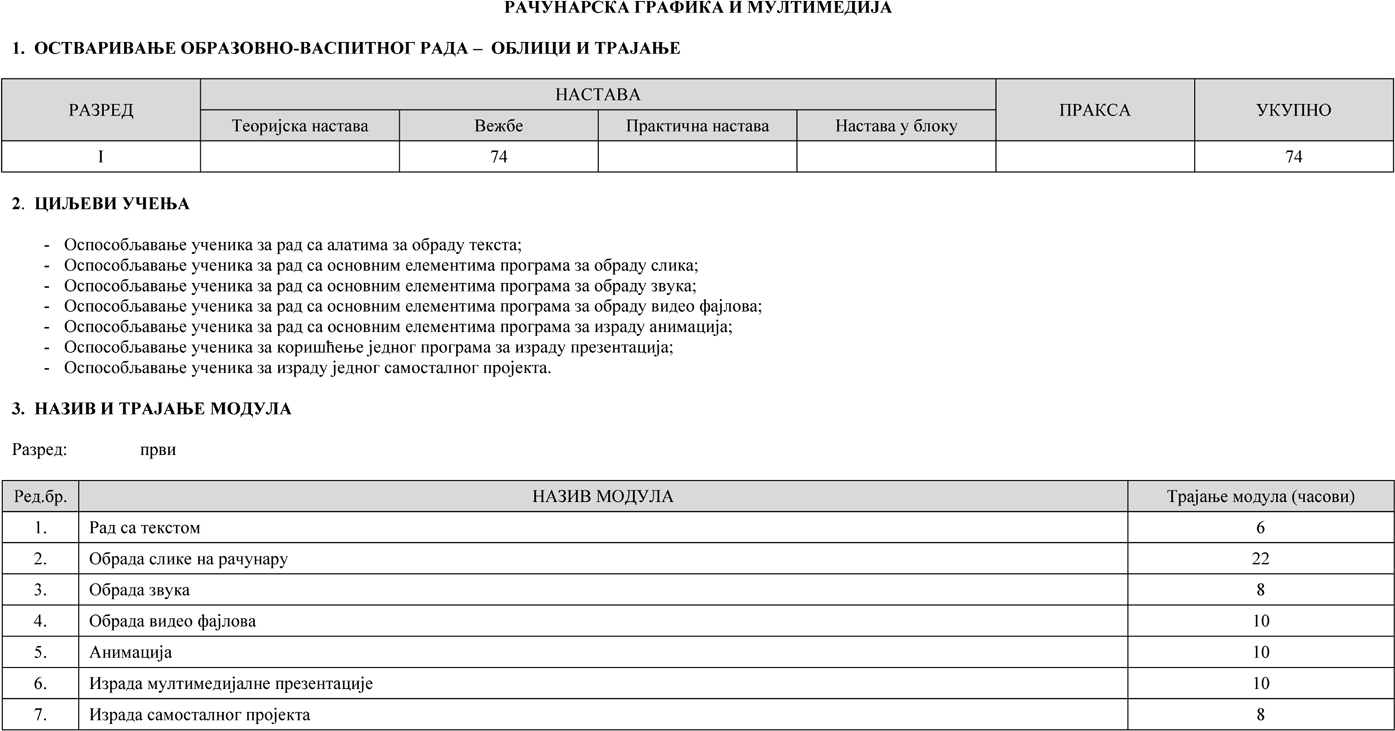 РАЧУНАРСКА ГРАФИКА И МУЛТИМЕДИЈА
1. ОСТВАРИВАЊЕ ОБРАЗОВНО-ВАСПИТНОГ РАДА – ОБЛИЦИ И ТРАЈАЊЕ
РАЗРЕД НАСТАВА ПРАКСА УКУПНО
Теоријска настава Вежбе Практична настава Настава у блоку
I 74 74
2. ЦИЉЕВИ УЧЕЊА
- Оспособљавање ученика за рад са алатима за обраду текста;
- Оспособљавање ученика за рад са основним елементима програма за обраду слика;
- Оспособљавање ученика за рад са основним елементима програма за обраду звука;
- Оспособљавање ученика за рад са основним елементима програма за обраду видео фајлова;
- Оспособљавање ученика за рад са основним елементима програма за израду анимација;
- Оспособљавање ученика за коришћење једног програма за израду презентација;
- Оспособљавање ученика за израду једног самосталног пројекта.
3. НАЗИВ И ТРАЈАЊЕ МОДУЛА
Разред: први
Ред.бр. НАЗИВ МОДУЛА Трајање модула (часови)
1. Рад са текстом 6
2. Обрада слике на рачунару 22
3. Обрада звука 8
4. Обрада видео фајлова 10
5. Анимација 10
6. Израда мултимедијалне презентације 10
7. Израда самосталног пројекта 8